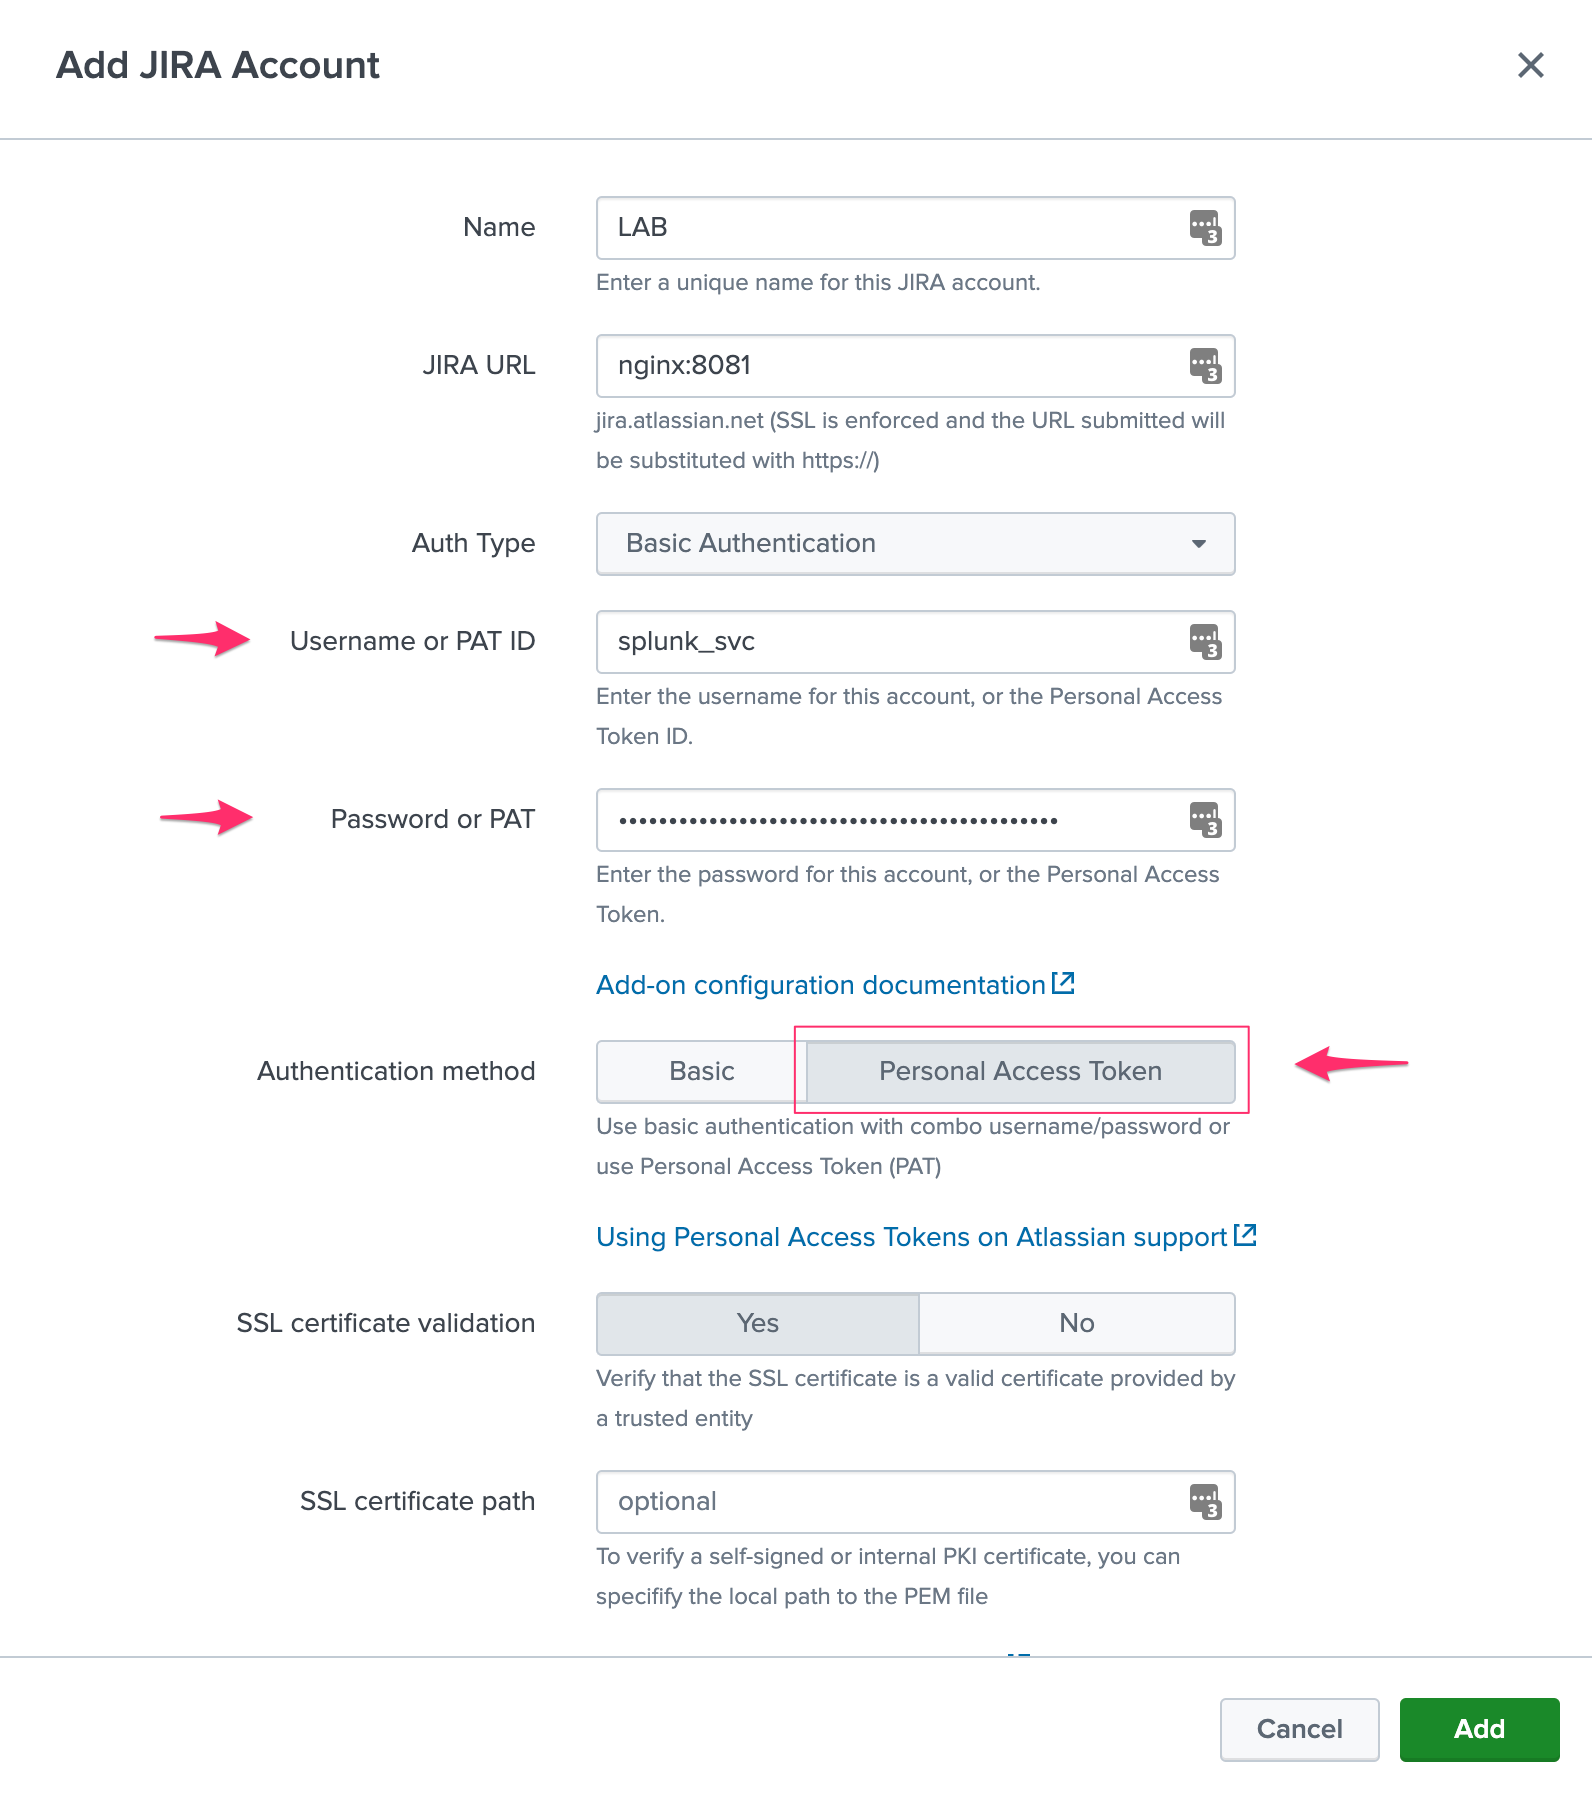 Add JIRA Account
Name
LAB
3
Enter a unique name for this JIRA account.
JIRA URL
nginx:8081
3
jira.atlassian.net (SSL is enforced and the URL submitted will
be substituted with https://)
Auth Type
Basic Authentication
Username or PAT ID
splunk_svc
3
Enter the username for this account, or the Personal Access
Token ID.
Password or PAT
••••••••••••••••••••••••••••••••••••••••••••
3
Enter the password for this account, or the Personal Access
Token.
Add-on configuration documentation
Authentication method
Basic
Personal Access Token
Use basic authentication with combo username/password or
use Personal Access Token (PAT)
Using Personal Access Tokens on Atlassian support
SSL certificate validation
Yes
No
Verify that the SSL certificate is a valid certificate provided by
a trusted entity
SSL certificate path
optional
3
To verify a self-signed or internal PKI certificate, you can
specifify the local path to the PEM file
Cancel
Add